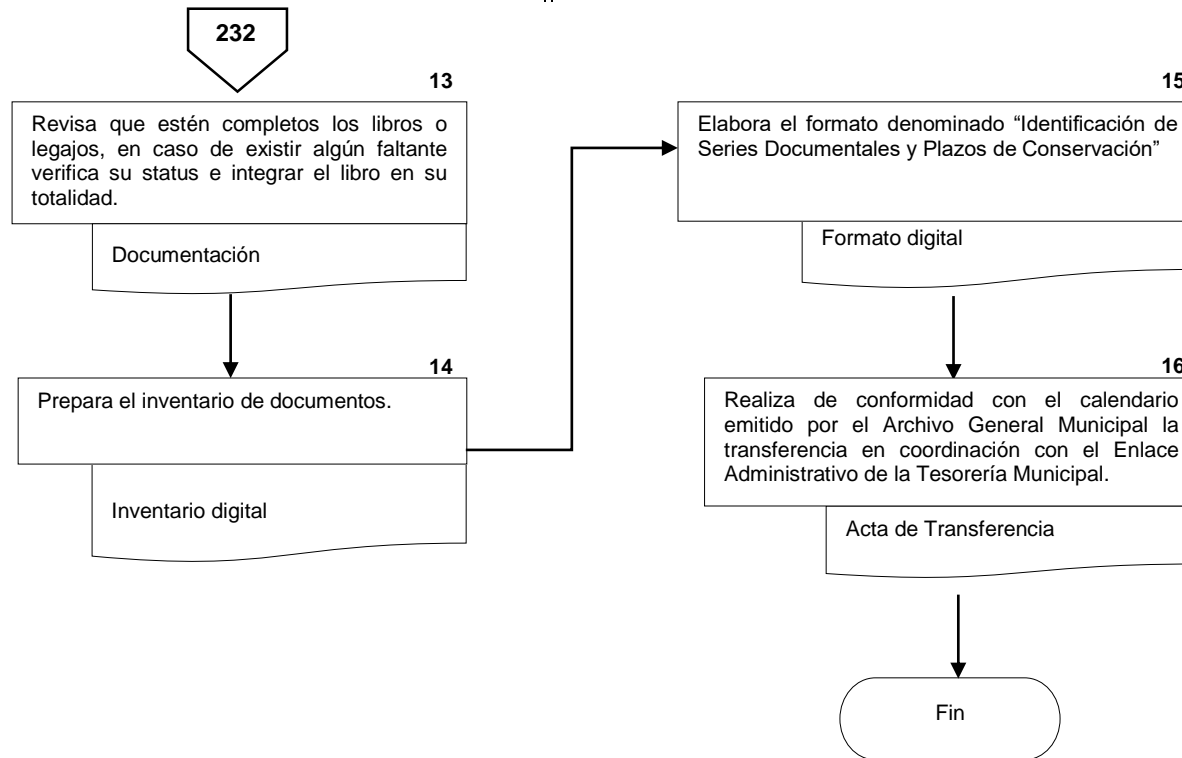 232
13
Revisa que estén completos los libros o
legajos, en caso de existir algún faltante
verifica su status e integrar el libro en su
totalidad.
Documentación
14
Prepara el inventario de documentos.
Inventario digital
15
Elabora el formato denominado “Identificación de
Series Documentales y Plazos de Conservación”
Formato digital
16
Realiza de conformidad con el calendario
emitido por el Archivo General Municipal la
transferencia en coordinación con el Enlace
Administrativo de la Tesorería Municipal.
Acta de Transferencia
Fin